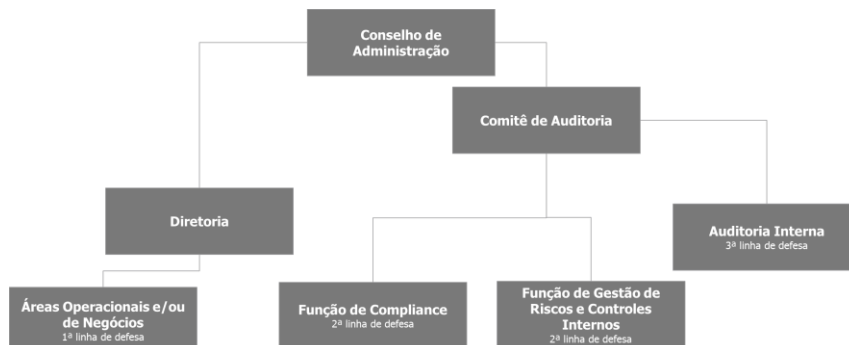 Conselho de
Administração
Comitê de Auditoria
Diretoria
Auditoria Interna
3ª linha de defesa
Áreas Operacionais e/ou
de Negócios
1ª linha de defesa
Função de Compliance
2ª linha de defesa
Função de Gestão de
Riscos e Controles
Internos
2ª linha de defesa